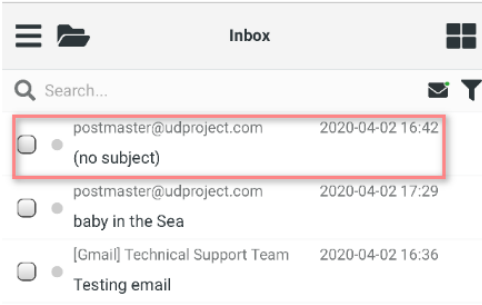 Inbox
Search...
postmaster@udproject.com 2020-04-02 16:42
(no subject)
postmaster@udproject.com 2020-04-02 17:29
baby in the Sea
[Gmail] Technical Support Team 2020-04-02 16:36
Testing email